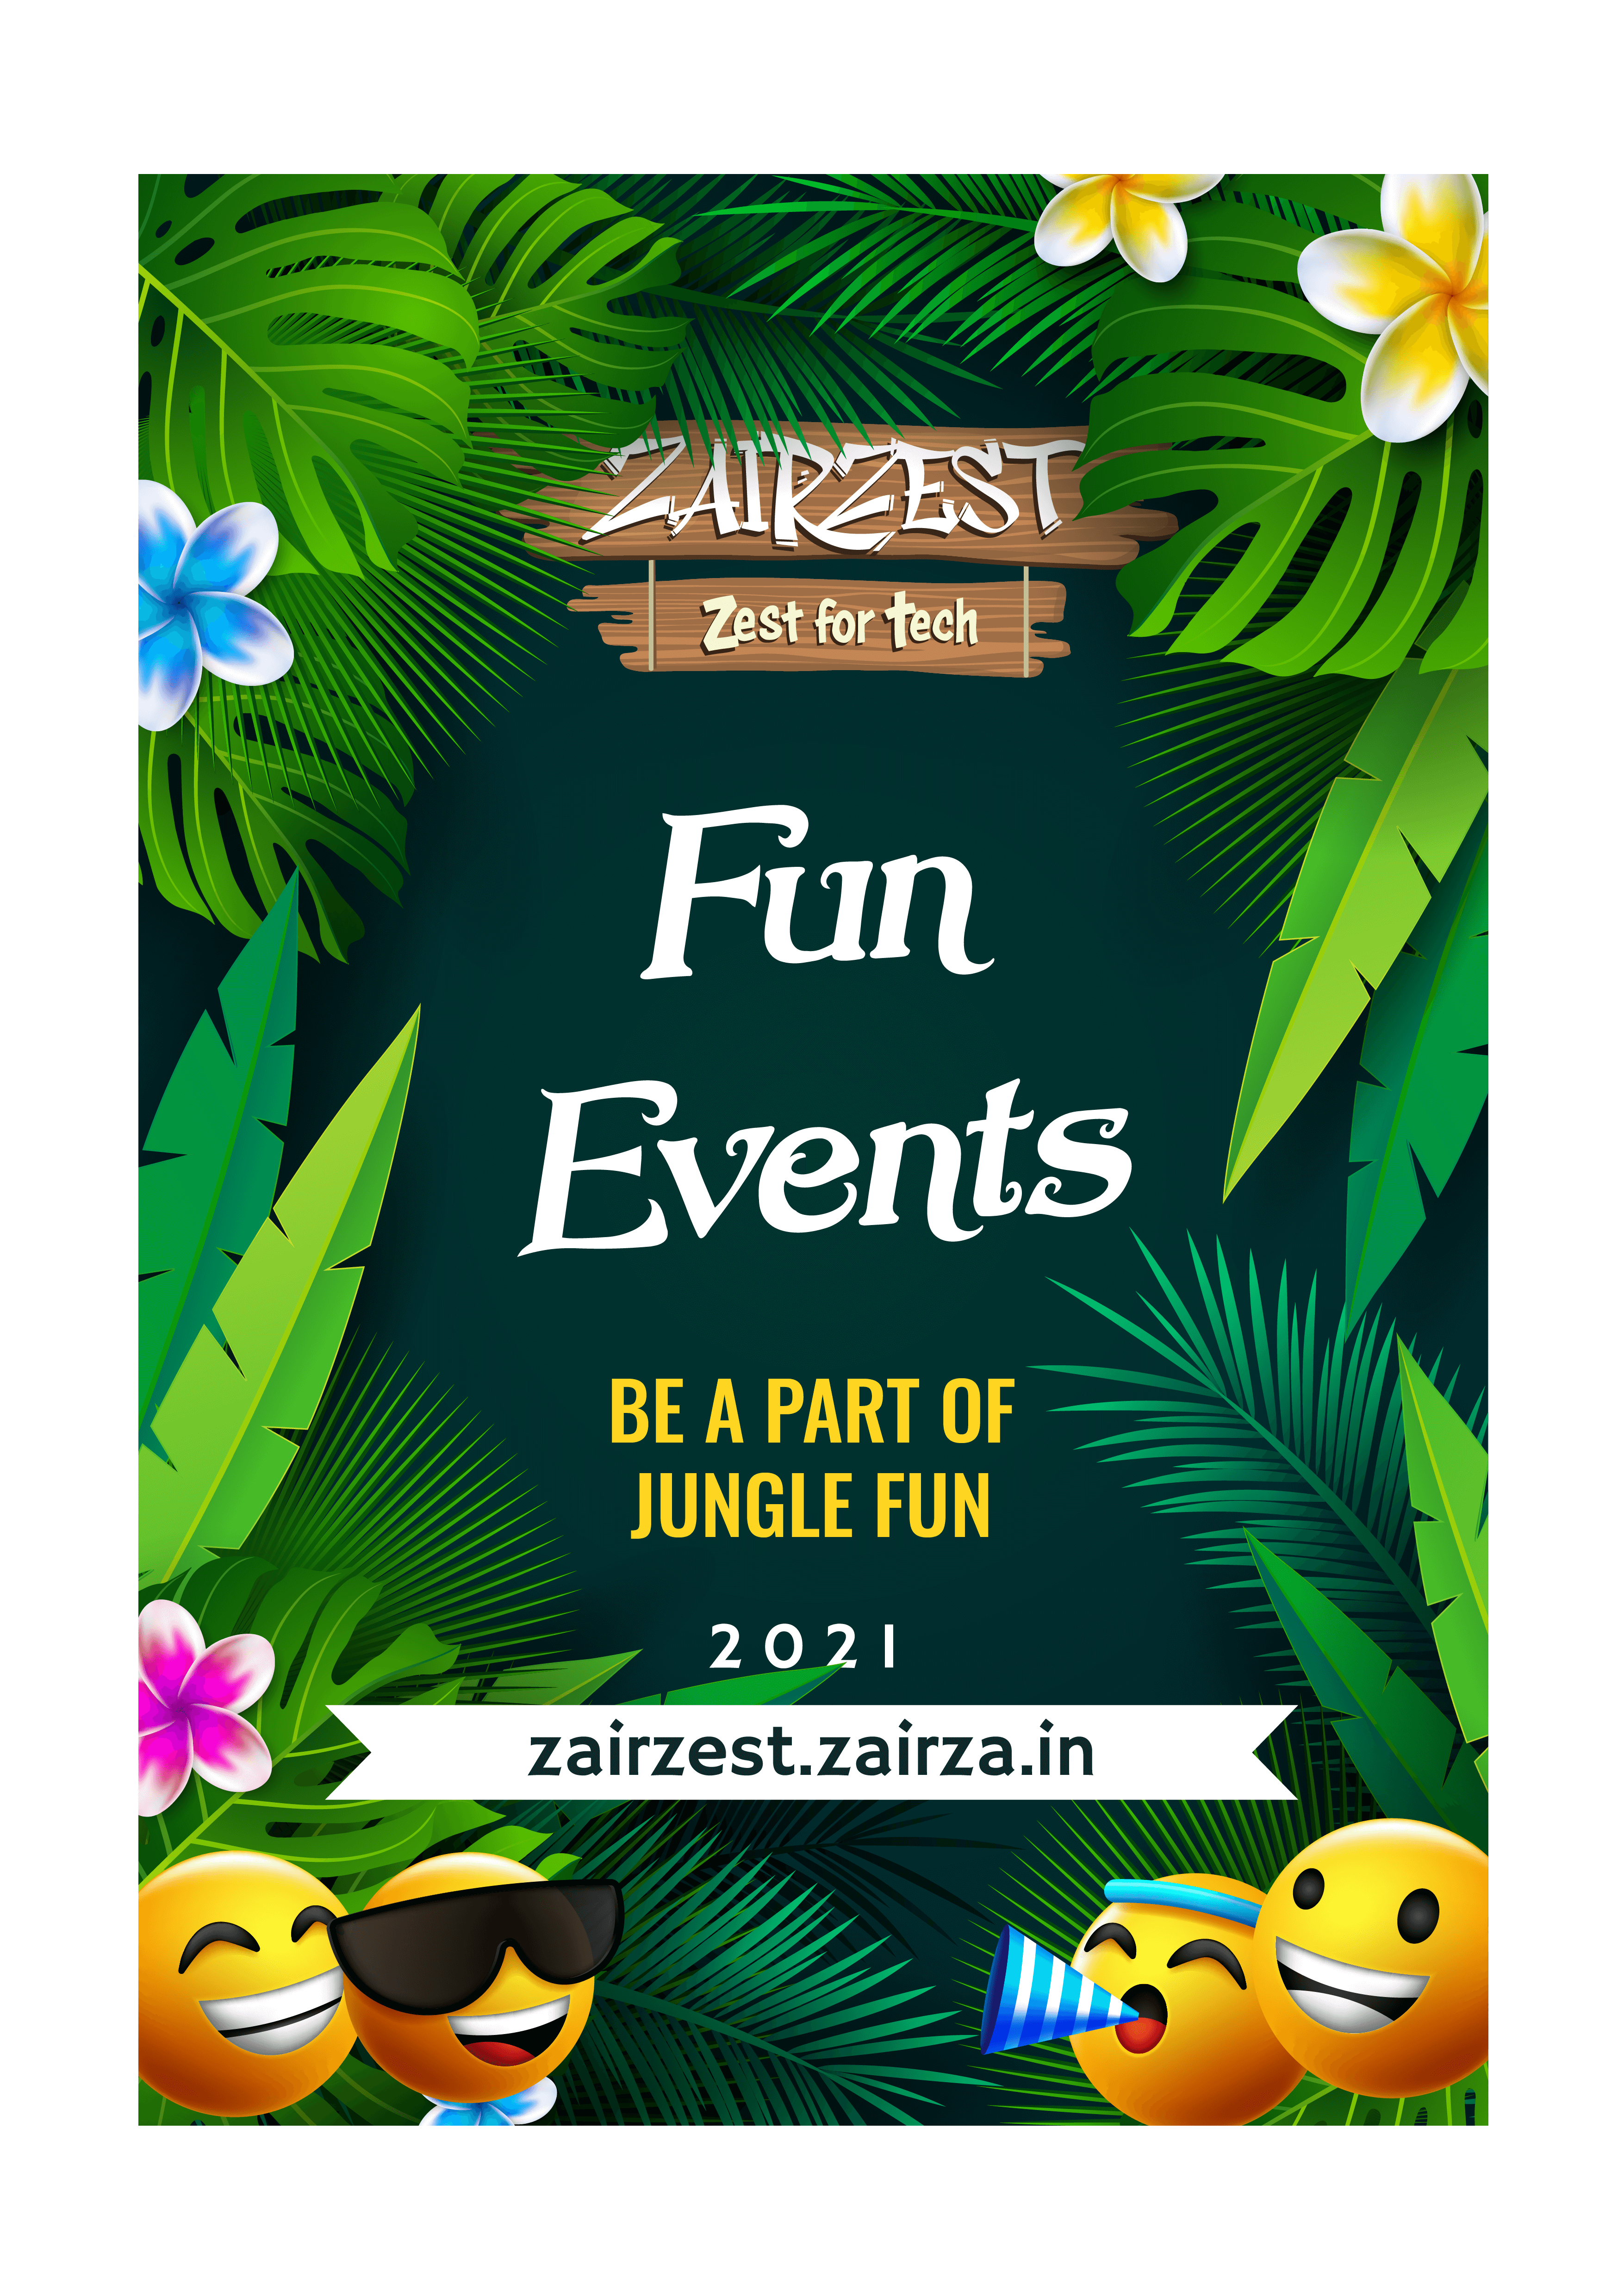 ZAIRZEST
Zest for Tech
Fun
Events
BE A PART OF
JUNGLE FUN
2021
zairzest.zairza.in